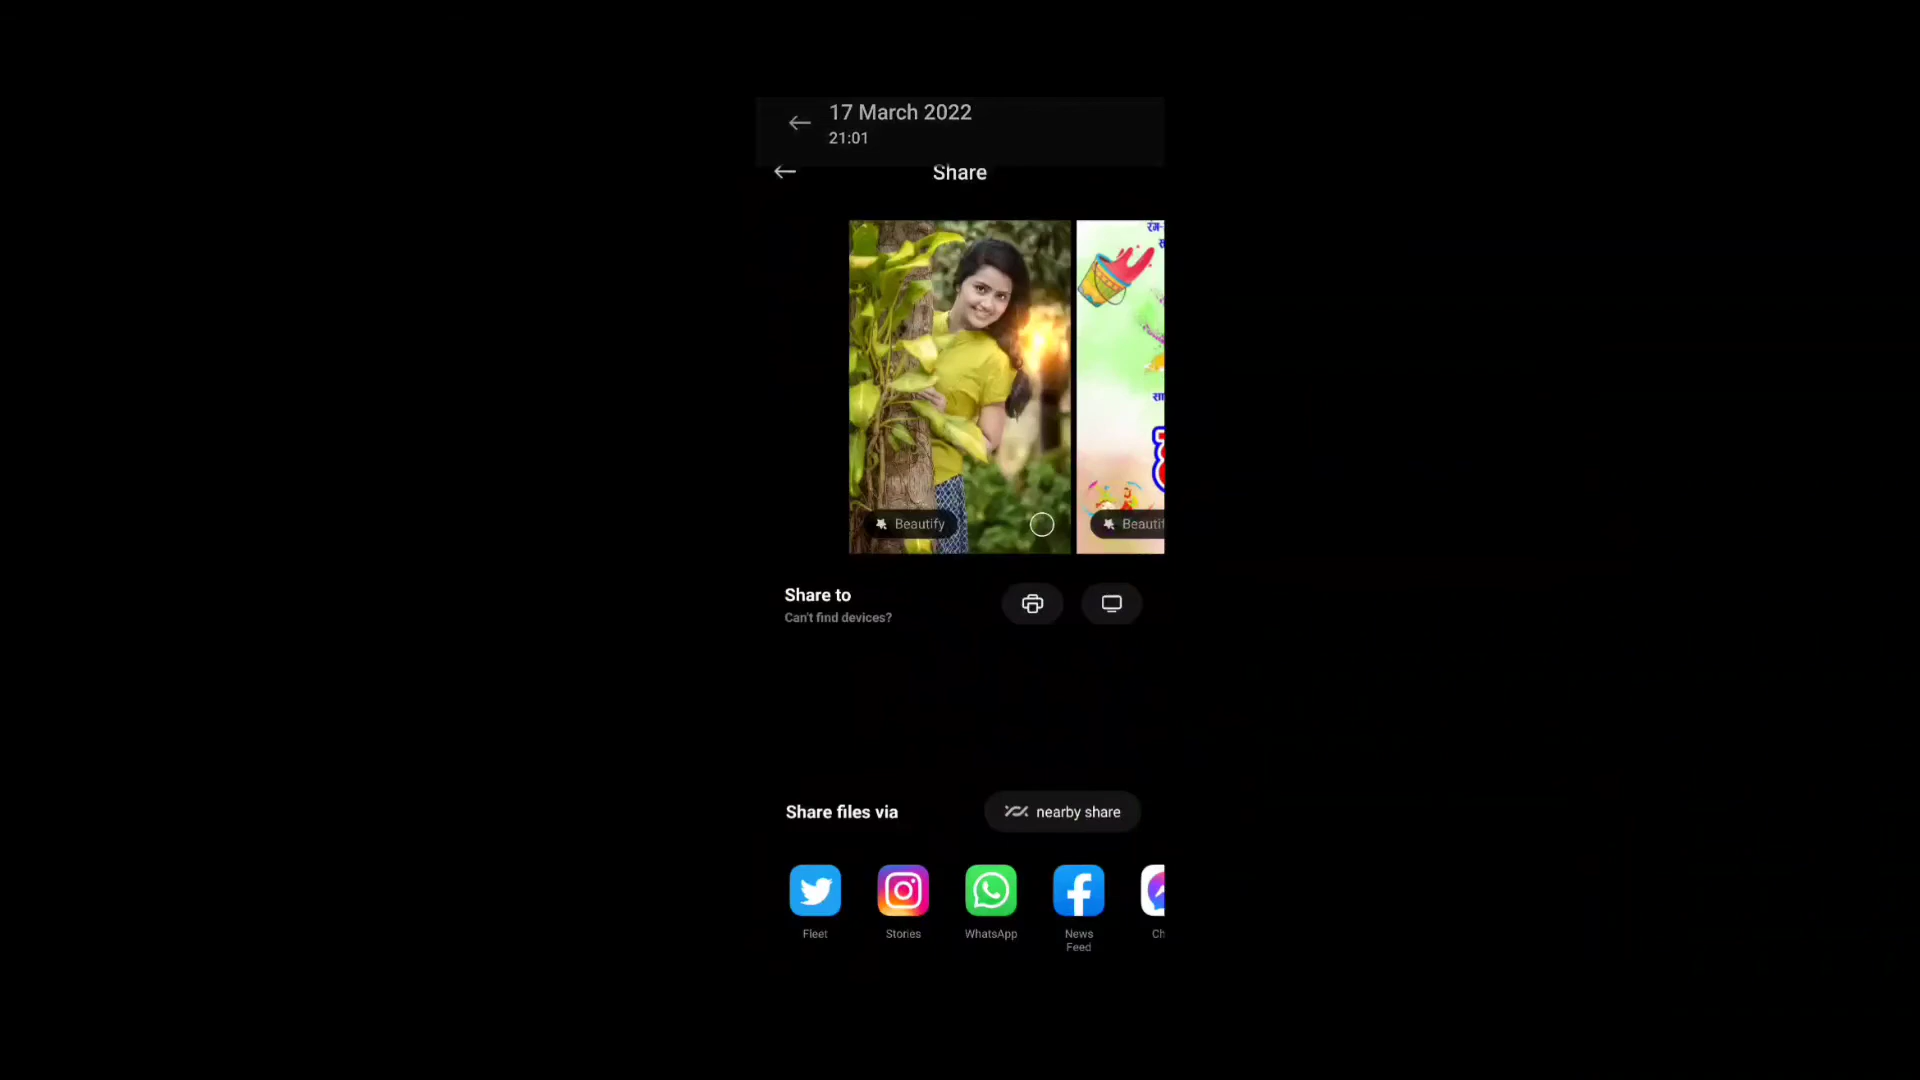 17 March 2022
21:01
Share
रंग-
Beautify
Share to
Can't find devices?
Share files via
nearby share
Fleet
Stories
WhatsApp
News
Feed